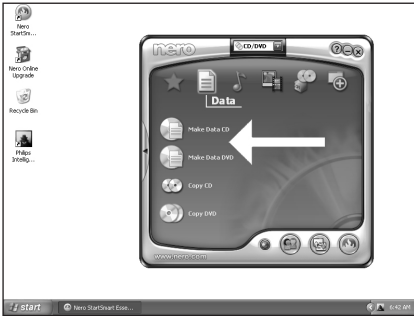 Nero
StartSm...
Nero Online
Upgrade
Recycle Bin
Philips
Intellig...
nero
CD/DVD
Data
Make Data CD
Make Data DVD
Copy CD
Copy DVD
www.nero.com
start
Nero StartSmart Esse...
6:42 AM